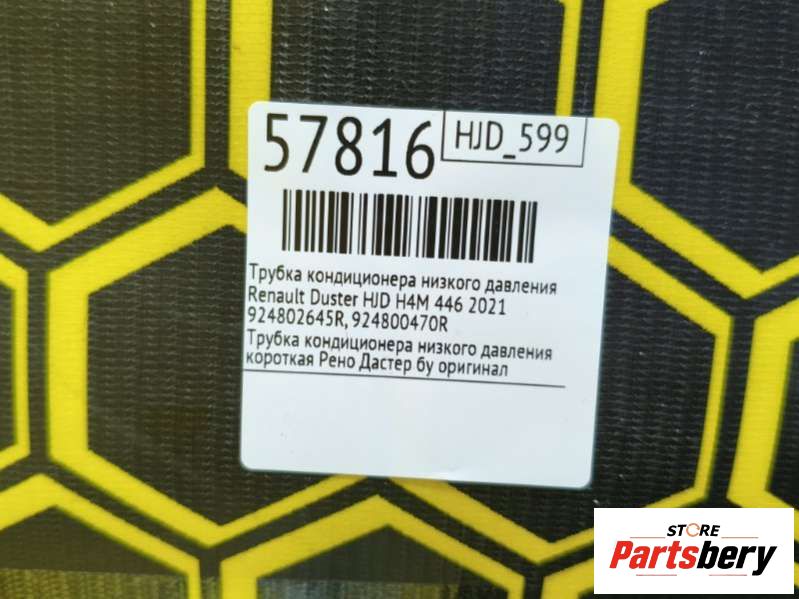 57816
HJD_599
Трубка кондиционера низкого давления
Renault Duster HJD H4M 446 2021
924802645R, 924800470R
Трубка кондиционера низкого давления
короткая Рено Дастер бу оригинал
STORE
Partsbery